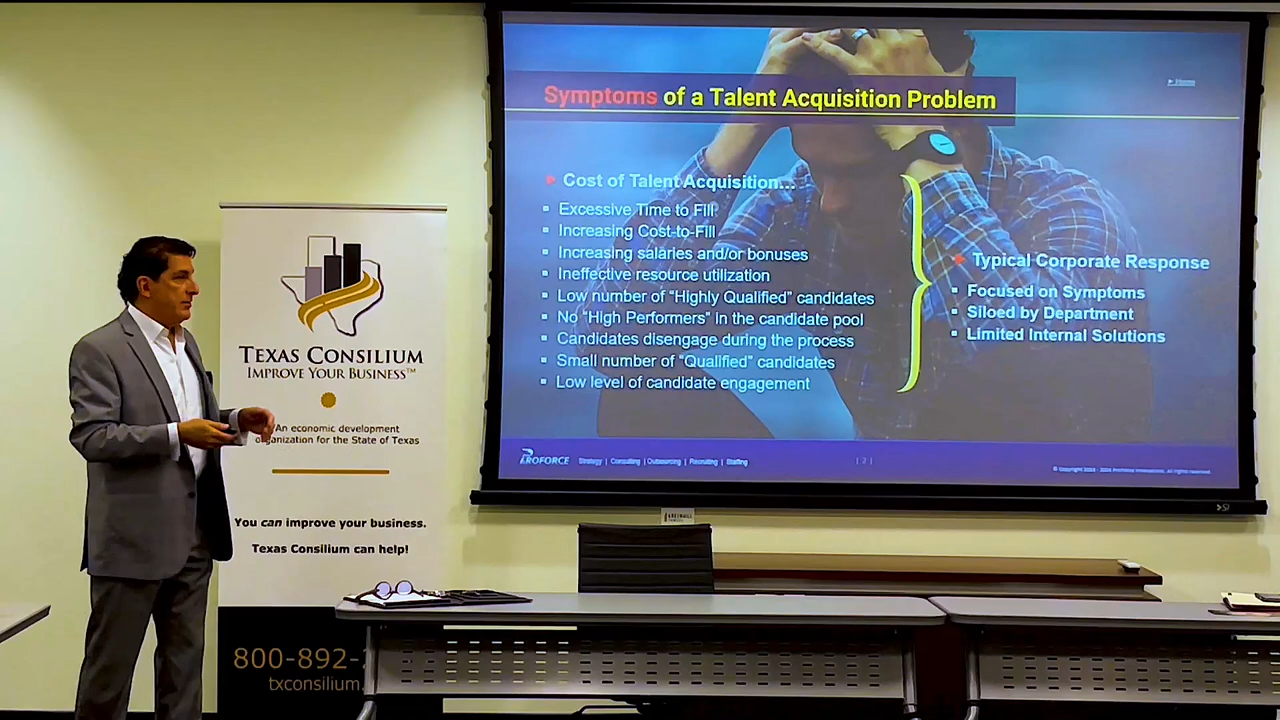 Home
Symptoms of a Talent Acquisition Problem
Cost of Talent Acquisition...
Excessive Time to Fill
Increasing Cost-to-Fill
Increasing salaries and/or bonuses
Ineffective resource utilization
Low number of "Highly Qualified" candidates
No "High Performers" in the candidate pool
Candidates disengage during the process
Small number of "Qualified" candidates
Low level of candidate engagement
Typical Corporate Response
Focused on Symptoms
Siloed by Department
Limited Internal Solutions
PROFORCE Strategy | Consulting | Outsourcing | Recruiting | Staffing
| 2 |
TEXAS CONSILIUM
IMPROVE YOUR BUSINESS™
An economic development
organization for the State of Texas
You can improve your business.
Texas Consilium can help!
800-892-
txconsilium.